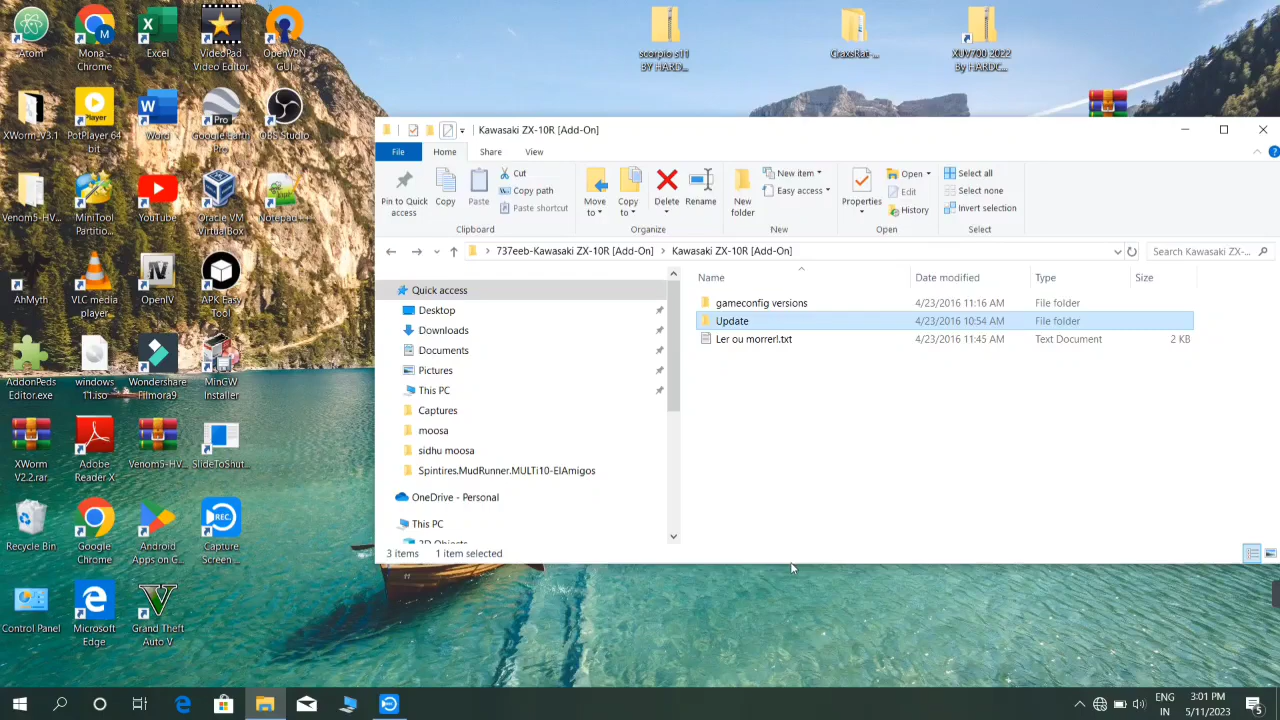 Atom
Mona -
Chrome
Excel
VideoPad
Video Editor
OpenVPN
GUI
scorpio s11
BY HARD...
CraxsRat -...
XUV700 2022
By HARDC...
XWorm-V3.1
PotPlayer 64
bit
Word
Google Earth
Pro
OBS Studio
Venom5-HV...
MiniTool
Partitio...
YouTube
Oracle VM
VirtualBox
Notepad
AhMyth
VLC media
player
OpenIV
APK Easy
Tool
AddonPeds
Editor.exe
windows
11.iso
Wondershare
Filmora9
MinGW
Installer
XWorm
V2.2.rar
Adobe
Reader X
Venom5-HV...
SlideToShut...
Recycle Bin
Google
Chrome
Android
Apps on G...
Capture
Screen ...
Control Panel
Microsoft
Edge
Grand Theft
Auto V
Kawasaki ZX-10R [Add-On]
File
Home
Share
View
Pin to Quick
access
Copy
Paste
Cut
Copy path
Paste shortcut
Clipboard
Move
to
Copy
to
Delete
Rename
Organize
New
folder
New item
Easy access
New
Properties
Open
Edit
History
Open
Select all
Select none
Invert selection
Select
737eeb-Kawasaki ZX-10R [Add-On] > Kawasaki ZX-10R [Add-On]
Search Kawasaki ZX-...
Quick access
Desktop
Downloads
Documents
Pictures
This PC
Captures
moosa
sidhu moosa
Spintires.MudRunner.MULTi10-ElAmigos
OneDrive - Personal
This PC
3D Objects
Name Date modified Type Size
gameconfig versions 4/23/2016 11:16 AM File folder
Update 4/23/2016 10:54 AM File folder
Ler ou morrer!.txt 4/23/2016 11:45 AM Text Document 2 KB
3 items 1 item selected
ENG
IN
3:01 PM
5/11/2023
5